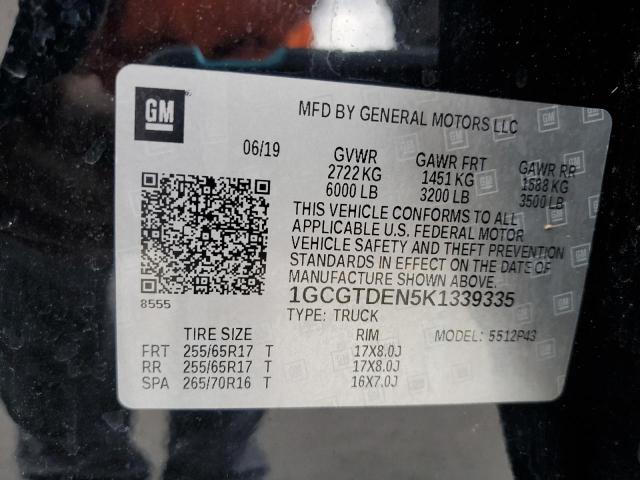 GM
MFD BY GENERAL MOTORS LLC
06/19
GVWR GAWR FRT GAWR RR
2722 KG 1451 KG 1588 KG
6000 LB 3200 LB 3500 LB
THIS VEHICLE CONFORMS TO ALL
APPLICABLE U.S. FEDERAL MOTOR
VEHICLE SAFETY AND THEFT PREVENTION
STANDARDS IN EFFECT ON THE DATE OF
MANUFACTURE SHOWN ABOVE.
8555
1GCGTDEN5K1339335
TYPE: TRUCK MODEL: 5512P43
TIRE SIZE RIM
FRT 255/65R17 T 17X8.0J
RR 255/65R17 T 17X8.0J
SPA 265/70R16 T 16X7.0J